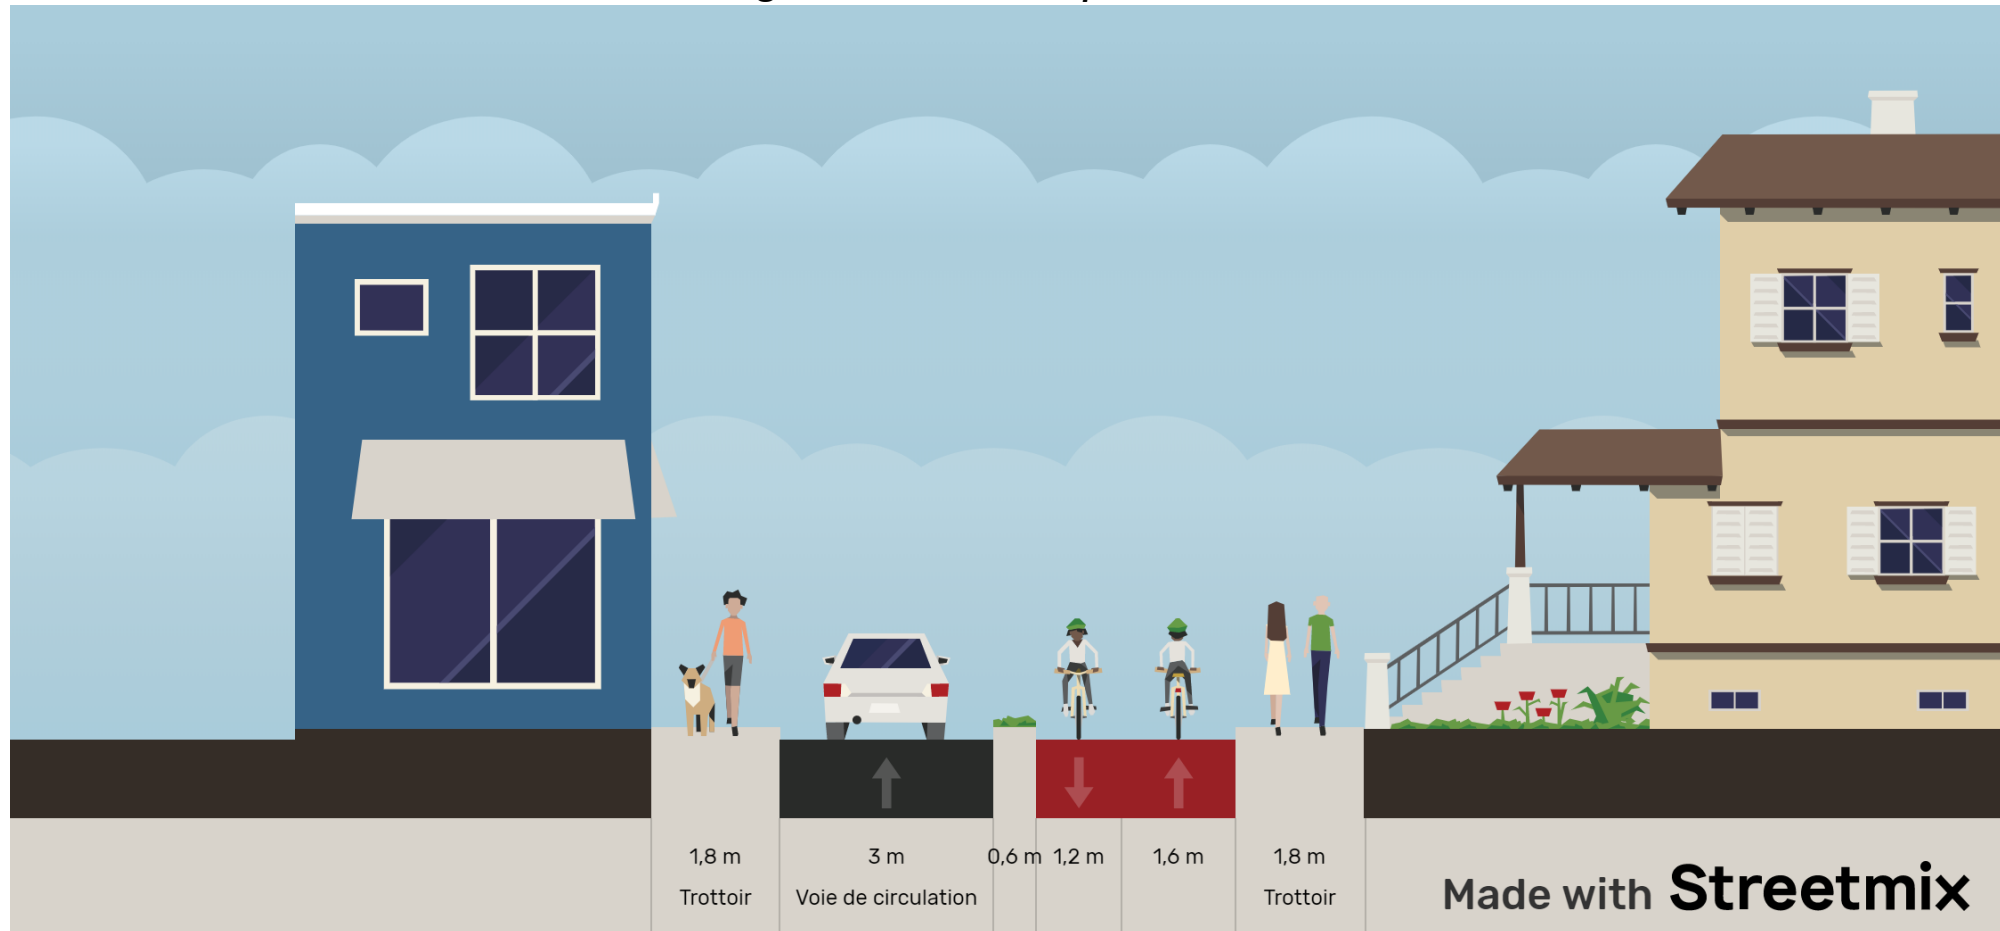 1,8 m
3 m
0,6 m
1,2 m
1,6 m
1,8 m
Trottoir
Voie de circulation
Trottoir
Made with Streetmix